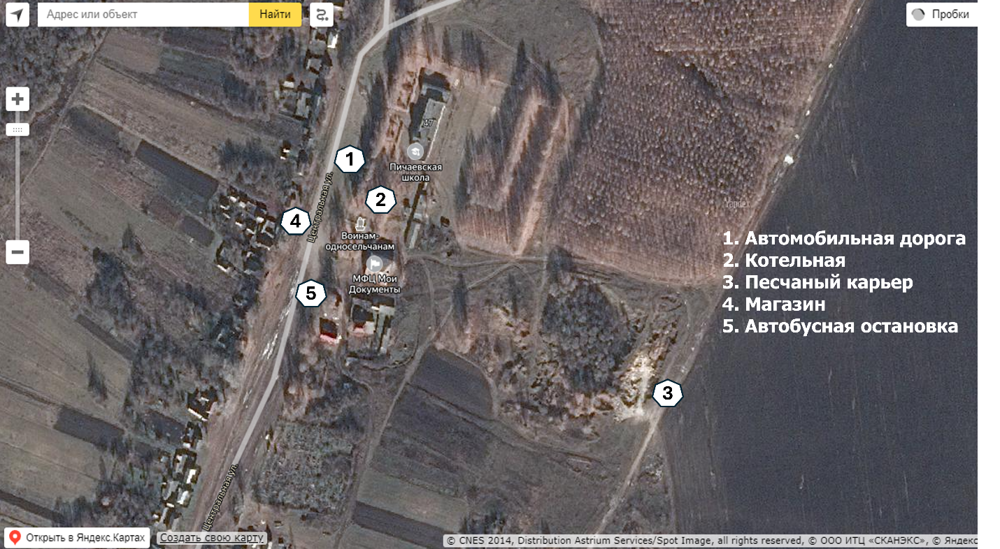 Адрес или объект
Найти
Пробки
47
Пичаевская
школа
1
Центральная ул.
2
4
Воинам-
односельчанам
МФЦ Мои
Документы
5
3
Yandex
1. Автомобильная дорога
2. Котельная
3. Песчаный карьер
4. Магазин
5. Автобусная остановка
Центральная ул.
Открыть в Яндекс.Картах
Создать свою карту
© CNES 2014, Distribution Astrium Services/Spot Image, all rights reserved, © ООО ИТЦ «СКАНЭКС», © Яндекс